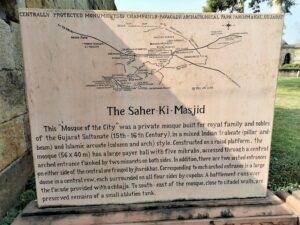 CENTRALLY PROTECTED MONUMENTS OF CHAMPANER-PAVAGADH ARCHAEOLOGICAL PARK PANCHMAHAL, GUJARAT
The Saher-Ki-Masjid
This "Mosque of the City" was a private mosque built for royal family and nobles
of the Gujarat Sultanate (15th - 16th Century), in a mixed Indian trabeate (pillar and
beam) and Islamic arcuate (column and arch) style. Constructed on a raised platform, the
mosque (56 x 40 m) has a large payer hall with five mihrabs, accessed through a central
arched entrance flanked by two minarets on both sides. In addition, there are two arched entrances
on either side of the central one fronted by jharokhas. Corresponding to each arched entrance is a large
dome in a central row, each surrounded on all four sides by cupolas. A battlement runs over
the facade provided with a chhajja. To south-east of the mosque, close to citadel walls are
preserved remains of a small ablution tank.